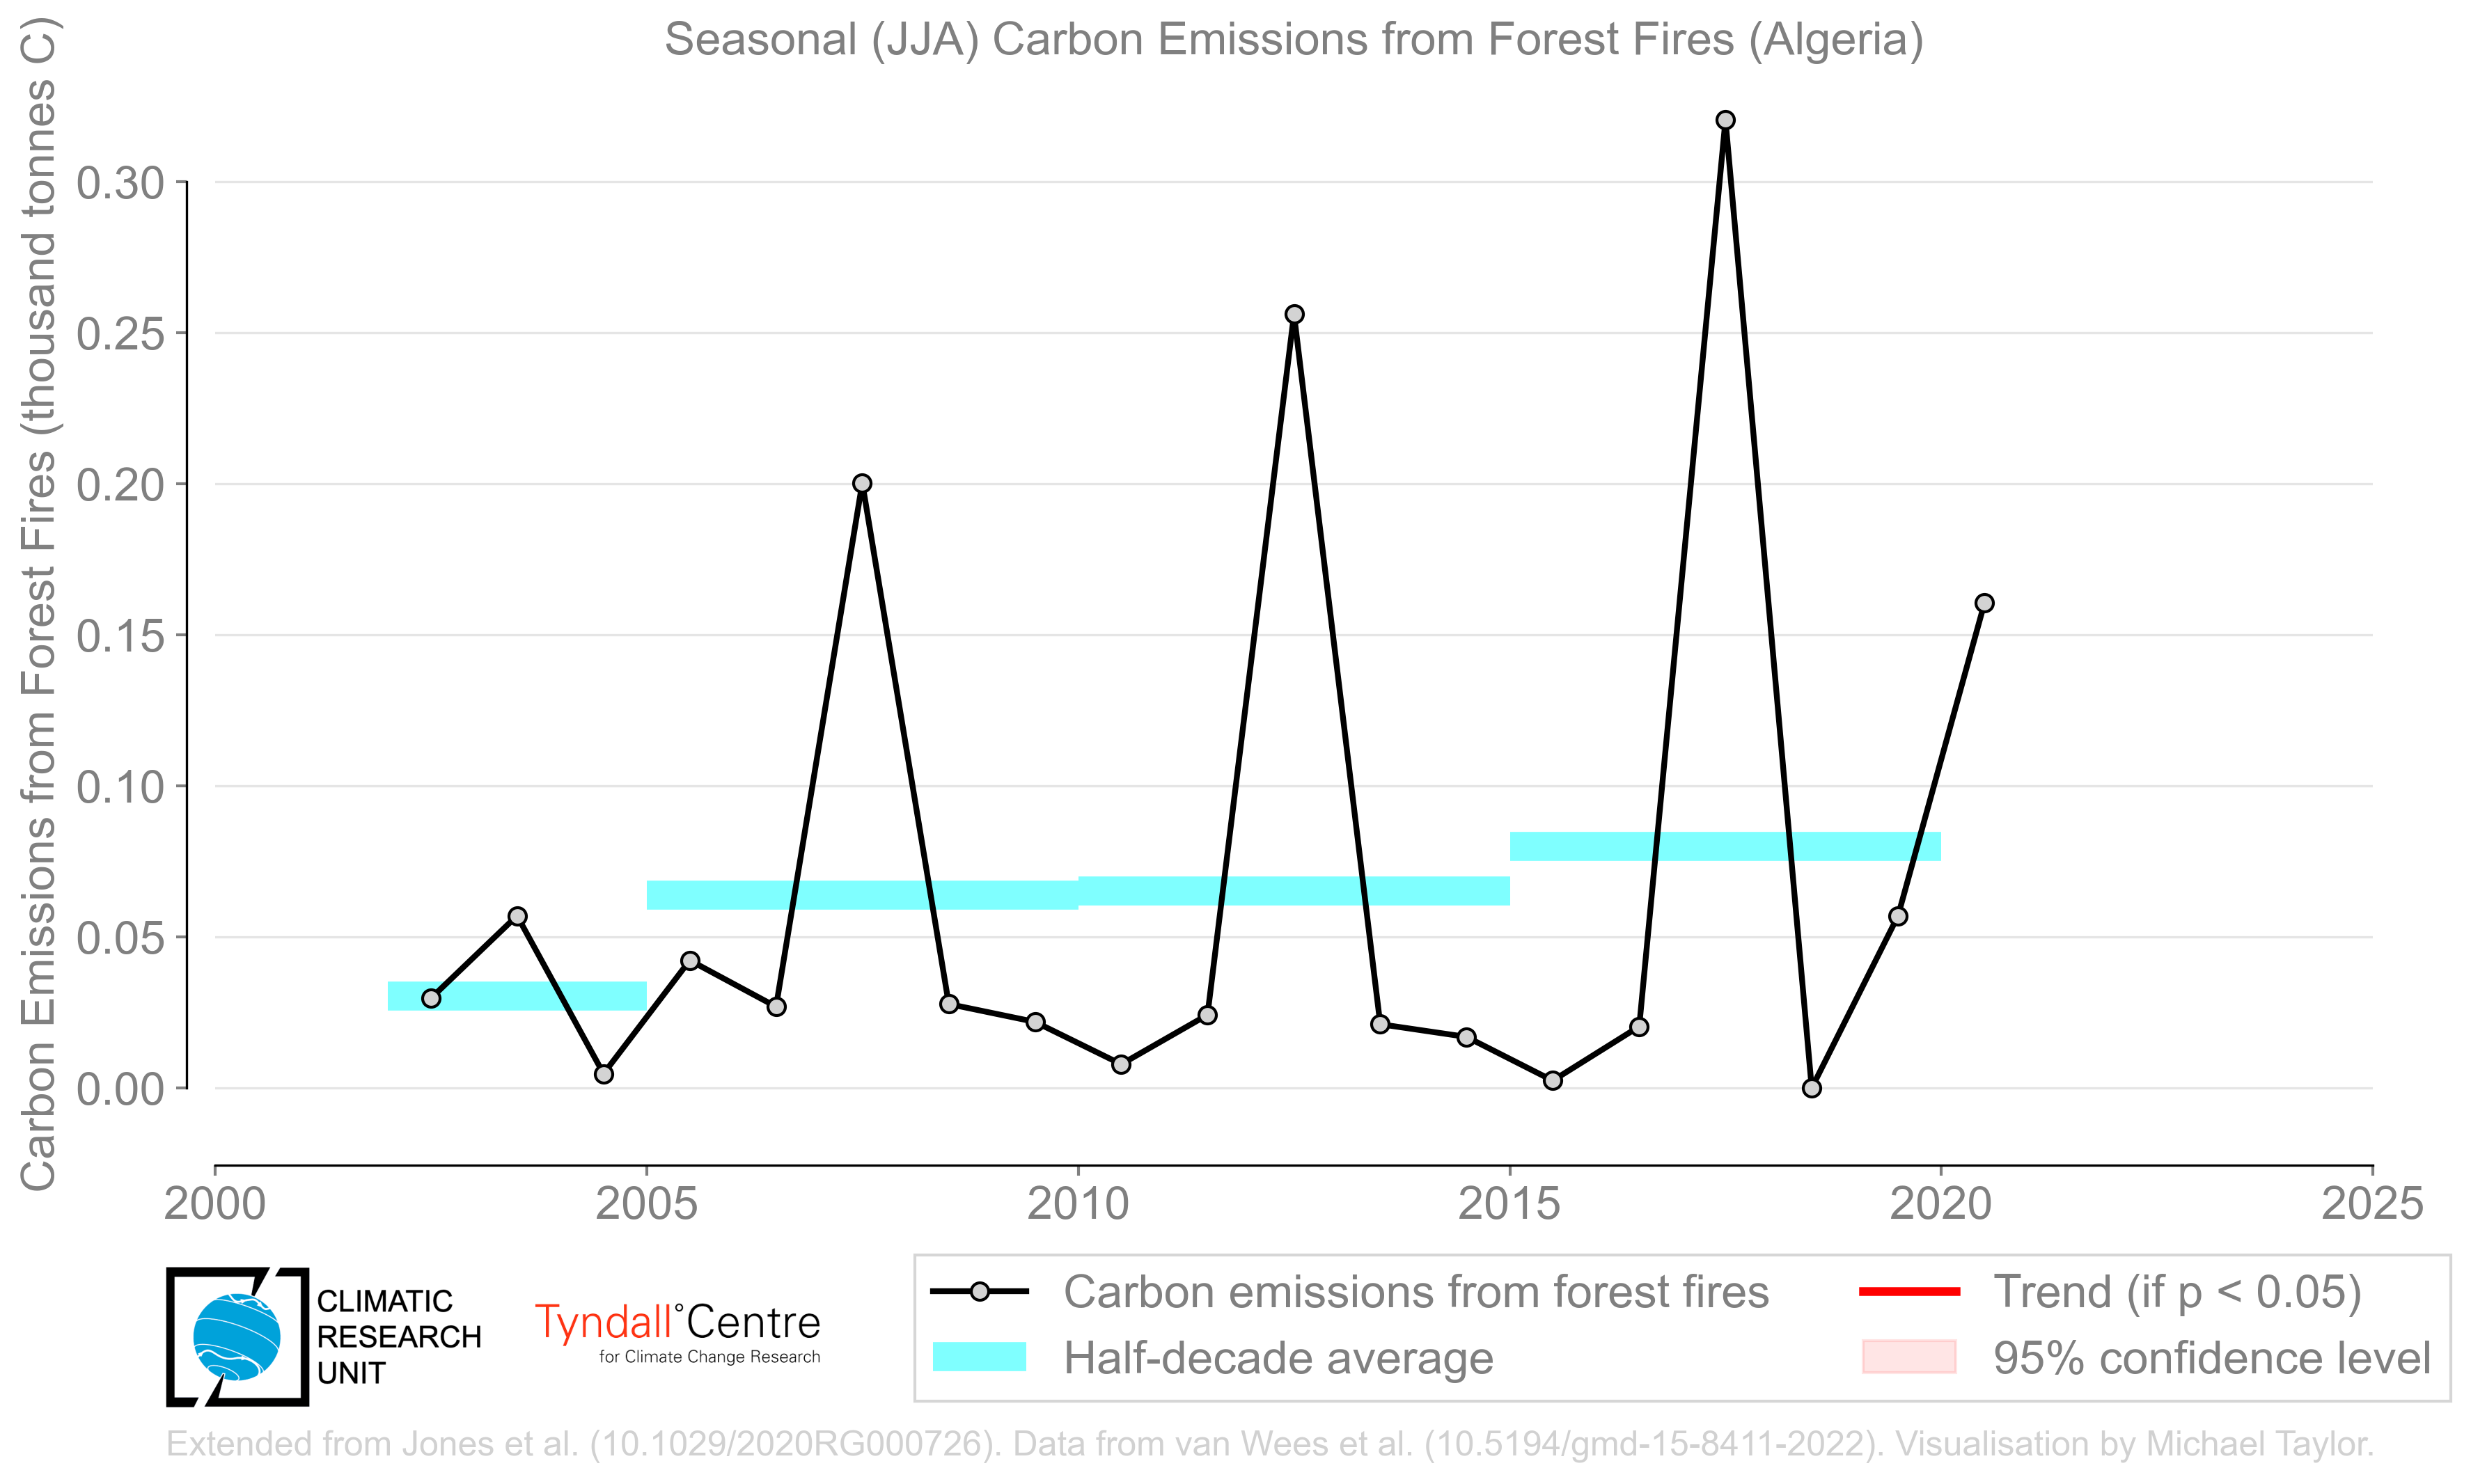 Seasonal (JJA) Carbon Emissions from Forest Fires (Algeria)
Carbon Emissions from Forest Fires (thousand tonnes C)
0.30
0.25
0.20
0.15
0.10
0.05
0.00
2000 2005 2010 2015 2020 2025
CLIMATIC
RESEARCH
UNIT
Tyndall°Centre
for Climate Change Research
Carbon emissions from forest fires
Half-decade average
Trend (if p < 0.05)
95% confidence level
Extended from Jones et al. (10.1029/2020RG000726). Data from van Wees et al. (10.5194/gmd-15-8411-2022). Visualisation by Michael Taylor.